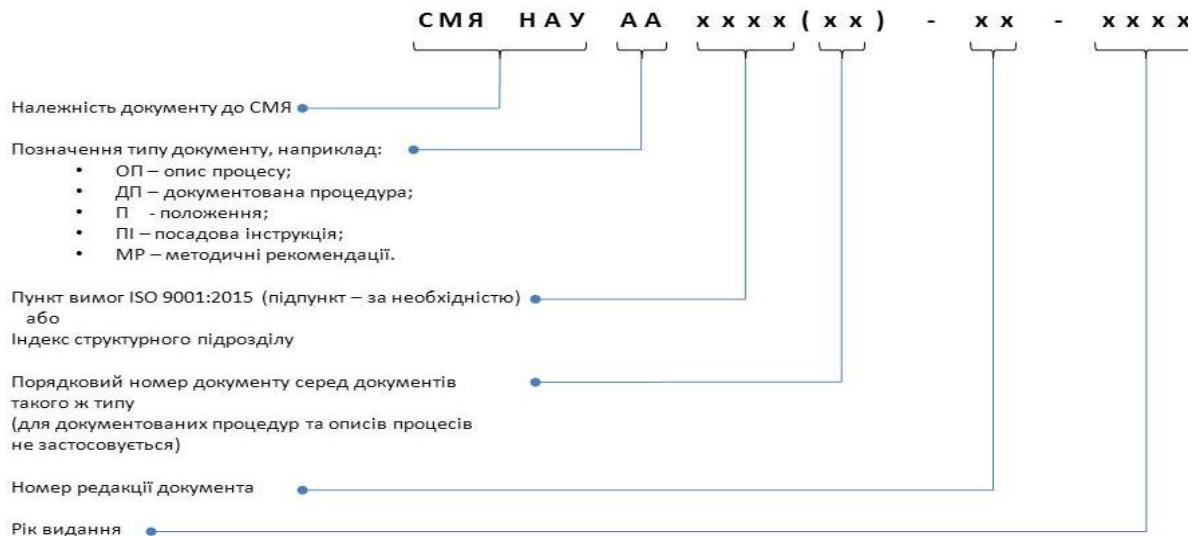 СМЯ НАУ АА хххх(хх) - хх - хххх
Належність документу до СМЯ
Позначення типу документу, наприклад:
• ОП – опис процесу;
• ДП – документована процедура;
• П - положення;
• ПІ – посадова інструкція;
• МР – методичні рекомендації.
Пункт вимог ISO 9001:2015 (підпункт – за необхідністю)
або
Індекс структурного підрозділу
Порядковий номер документу серед документів
такого ж типу
(для документованих процедур та описів процесів
не застосовується)
Номер редакції документа
Рік видання